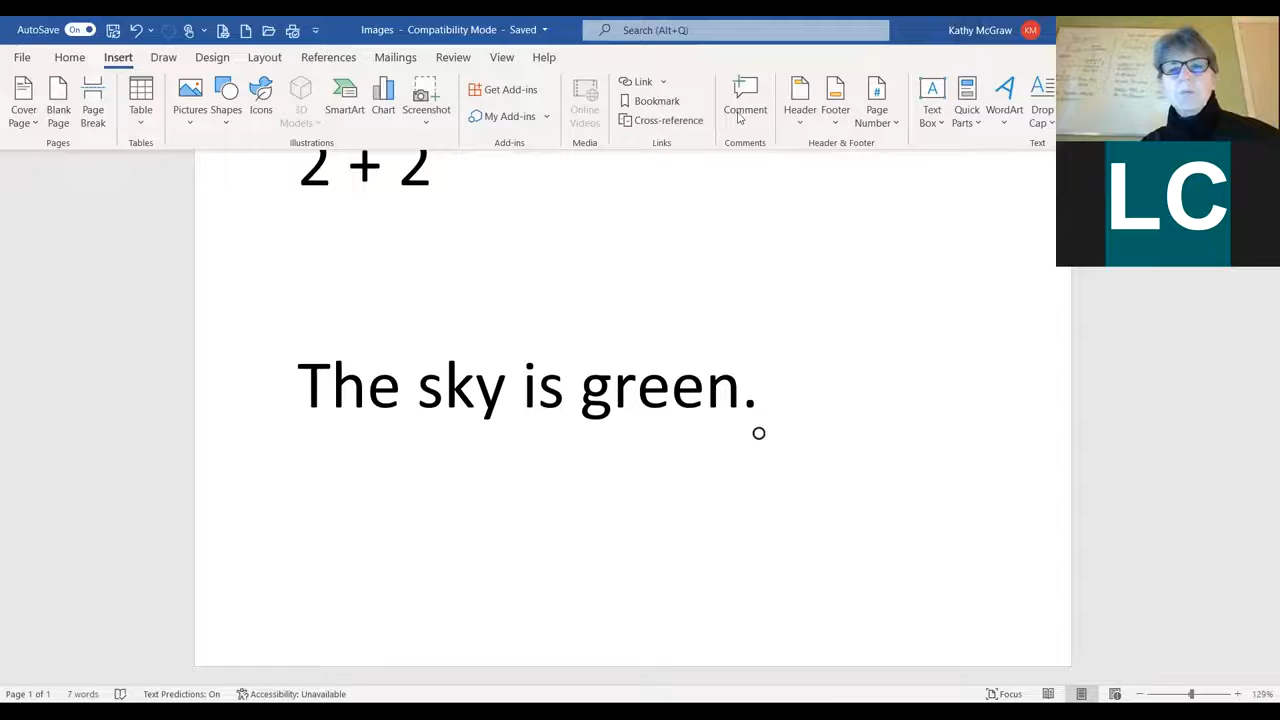 AutoSave On Images - Compatibility Mode - Saved Search (Alt+Q) Kathy McGraw KM
File Home Insert Draw Design Layout References Mailings Review View Help
Cover Page Blank Page Page Break Table Pictures Shapes Icons 3D Models SmartArt Chart Screenshot Get Add-ins My Add-ins Online Videos Link Bookmark Cross-reference Comment Header Footer Page Number Text Box Quick Parts WordArt Drop Cap
Pages Tables Illustrations Add-ins Media Links Comments Header & Footer Text
LC
2 + 2
The sky is green.
Page 1 of 1 7 words Text Predictions: On Accessibility: Unavailable Focus 129%